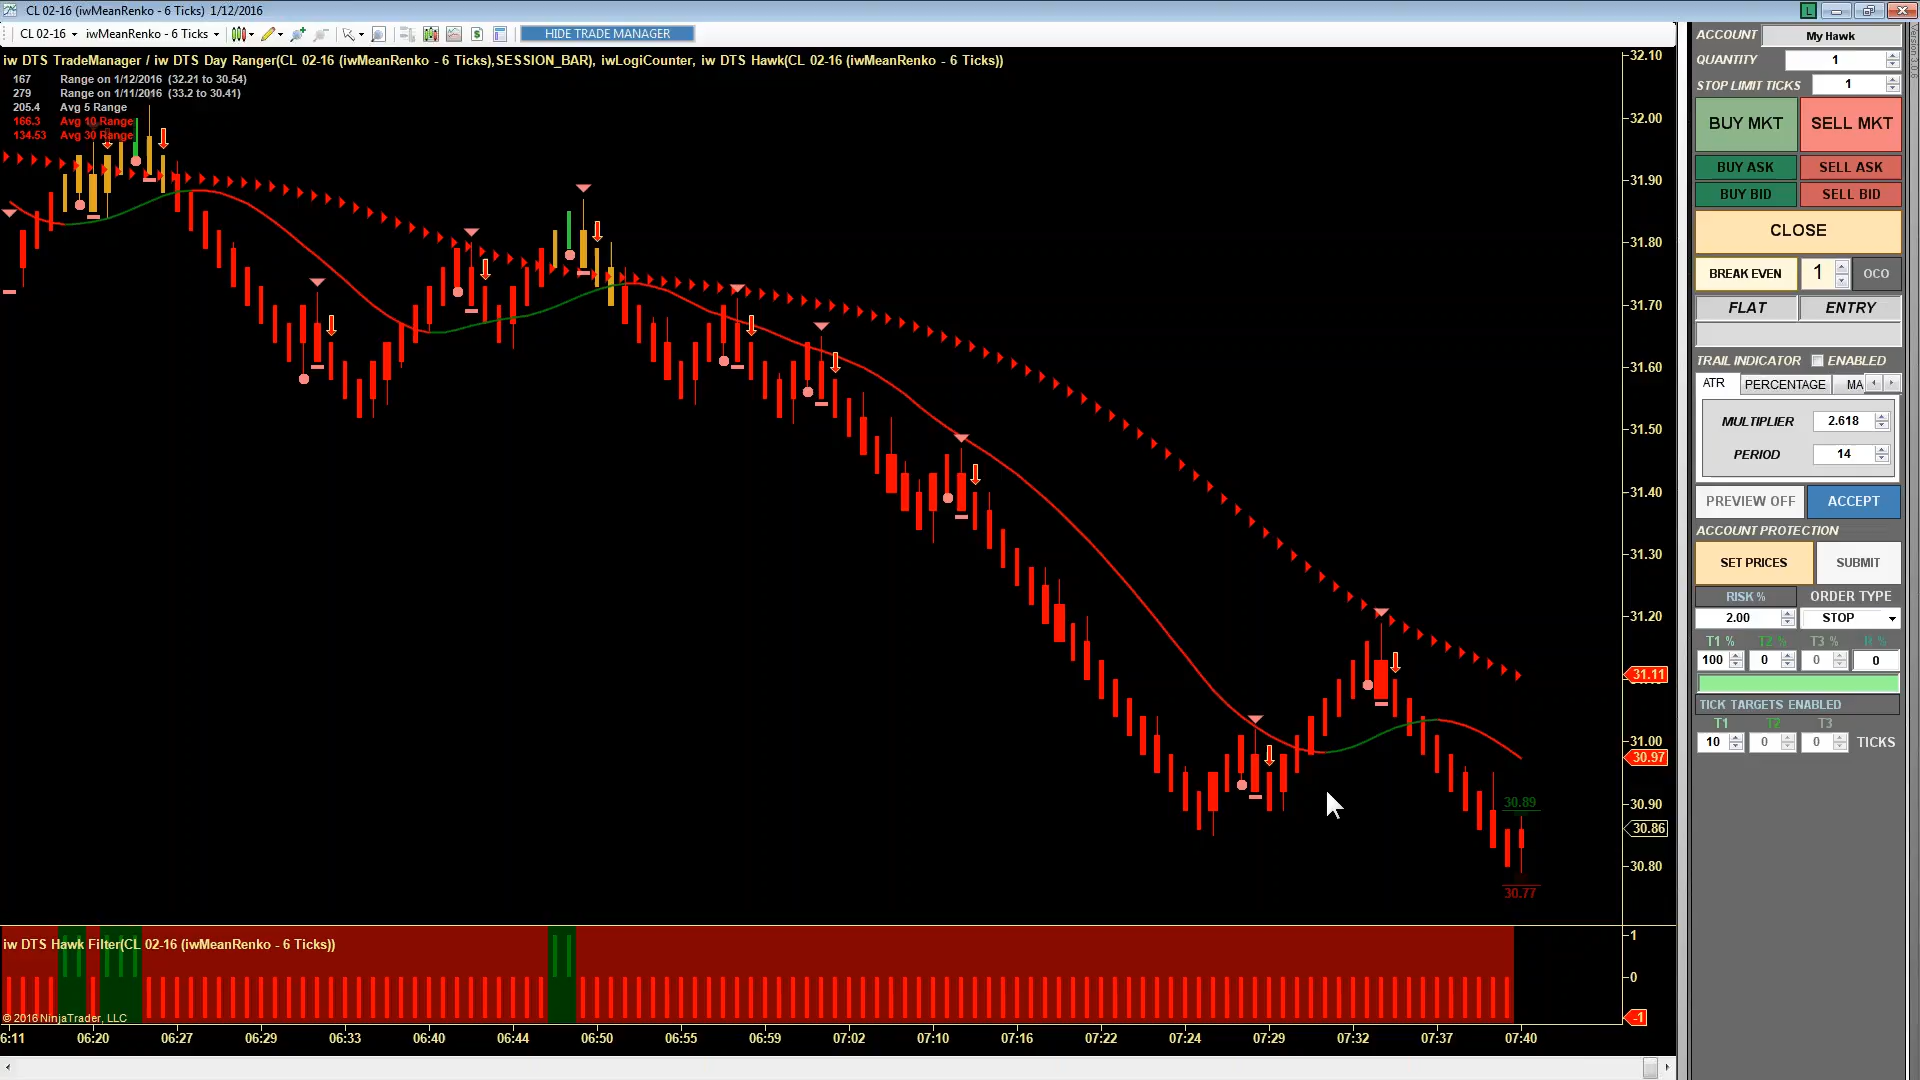 CL 02-16 (iwMeanRenko - 6 Ticks) 1/12/2016
CL 02-16 iwMeanRenko - 6 Ticks HIDE TRADE MANAGER
iw DTS TradeManager / iw DTS Day Ranger(CL 02-16 (iwMeanRenko - 6 Ticks),SESSION_BAR), iwLogiCounter, iw DTS Hawk(CL 02-16 (iwMeanRenko - 6 Ticks))
167 Range on 1/12/2016 (32.21 to 30.54)
279 Range on 1/11/2016 (33.2 to 30.41)
205.4 Avg 5 Range
166.3 Avg 10 Range
134.53 Avg 30 Range
32.10
32.00
31.90
31.80
31.70
31.60
31.50
31.40
31.30
31.20
31.11
31.00
30.97
30.90
30.86
30.80
30.89
30.77
iw DTS Hawk Filter(CL 02-16 (iwMeanRenko - 6 Ticks))
1
0
-1
© 2016 NinjaTrader, LLC
6:11 06:20 06:27 06:29 06:33 06:40 06:44 06:50 06:55 06:59 07:02 07:10 07:16 07:22 07:24 07:29 07:32 07:37 07:40
L
ACCOUNT My Hawk
QUANTITY 1
STOP LIMIT TICKS 1
BUY MKT SELL MKT
BUY ASK SELL ASK
BUY BID SELL BID
CLOSE
BREAK EVEN 1 OCO
FLAT ENTRY
TRAIL INDICATOR ENABLED
ATR PERCENTAGE MA
MULTIPLIER 2.618
PERIOD 14
PREVIEW OFF ACCEPT
ACCOUNT PROTECTION
SET PRICES SUBMIT
RISK % ORDER TYPE
2.00 STOP
T1 % T2 % T3 % R %
100 0 0 0
TICK TARGETS ENABLED
T1 T2 T3
10 0 0 TICKS